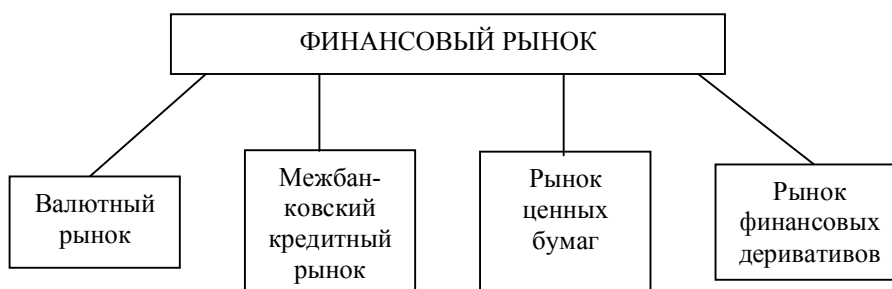 ФИНАНСОВЫЙ РЫНОК
Валютный
рынок
Межбан-
ковский
кредитный
рынок
Рынок
ценных
бумаг
Рынок
финансовых
деривативов